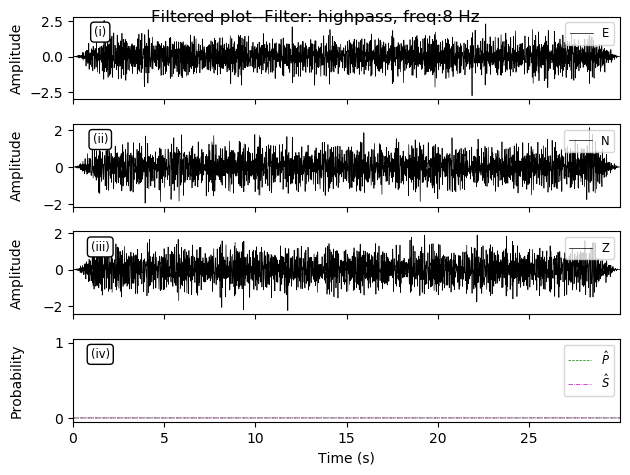 Filtered plot--Filter: highpass, freq:8 Hz
2.5
0.0
−2.5
Amplitude
(i)
E
2
0
−2
Amplitude
(ii)
N
2
0
−2
Amplitude
(iii)
Z
1
0
Probability
(iv)
P̂
Ŝ
0 5 10 15 20 25
Time (s)